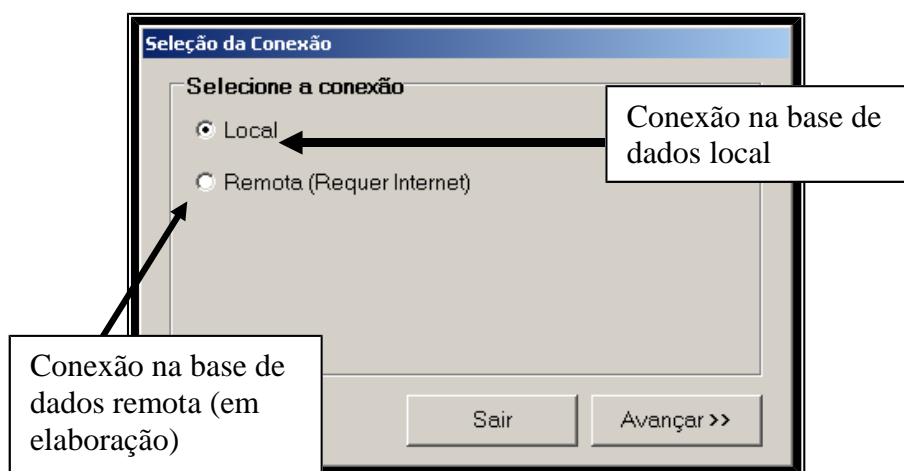 Seleção da Conexão
Selecione a conexão
Local
Conexão na base de
dados local
Remota (Requer Internet)
Conexão na base de
dados remota (em
elaboração)
Sair
Avançar >>